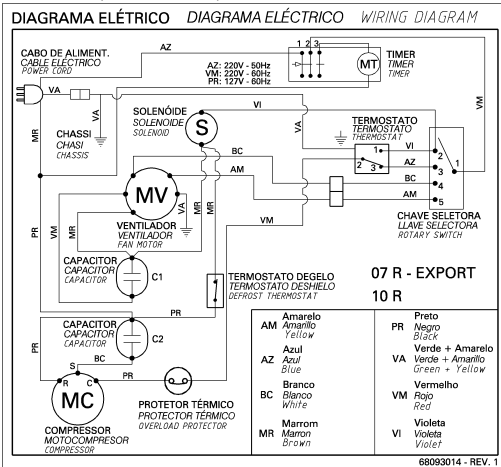 DIAGRAMA ELÉTRICO DIAGRAMA ELÉCTRICO WIRING DIAGRAM
CABO DE ALIMENT.
CABLE ELÉCTRICO
POWER CORD
AZ
AZ: 220V - 50Hz
VM: 220V - 60Hz
PR: 127V - 60Hz
1 2 3
MT
TIMER
TIMER
TIMER
VA
VA
MR
CHASSI
CHASI
CHASSIS
SOLENÓIDE
SOLENOIDE
SOLENOID
S
VI
VA
VM
TERMOSTATO
TERMOSTATO
THERMOSTAT
1
2
3
VI
AZ
BC
AM
2
3
4
5
1
BC
AM
CHAVE SELETORA
LLAVE SELECTORA
ROTARY SWITCH
MV
VA
VENTILADOR
VENTILADOR
FAN MOTOR
MR
MR
VM
PR
VM
MR
CAPACITOR
CAPACITOR
CAPACITOR
C1
TERMOSTATO DEGELO
TERMOSTATO DESHIELO
DEFROST THERMOSTAT
PR
CAPACITOR
CAPACITOR
CAPACITOR
C2
PR
BC
S
R
C
PR
MC
COMPRESSOR
MOTOCOMPRESOR
COMPRESSOR
PROTETOR TÉRMICO
PROTECTOR TÉRMICO
OVERLOAD PROTECTOR
07 R - EXPORT
10 R
AM Amarelo
Amarillo
Yellow
AZ Azul
Azul
Blue
BC Branco
Blanco
White
MR Marrom
Marron
Brown
PR Preto
Negro
Black
VA Verde + Amarelo
Verde + Amarillo
Green + Yellow
VM Vermelho
Rojo
Red
VI Violeta
Violeta
Violet
68093014 - REV. 1